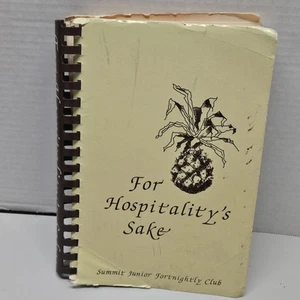 For
Hospitality's
Sake
Summit Junior Fortnightly Club